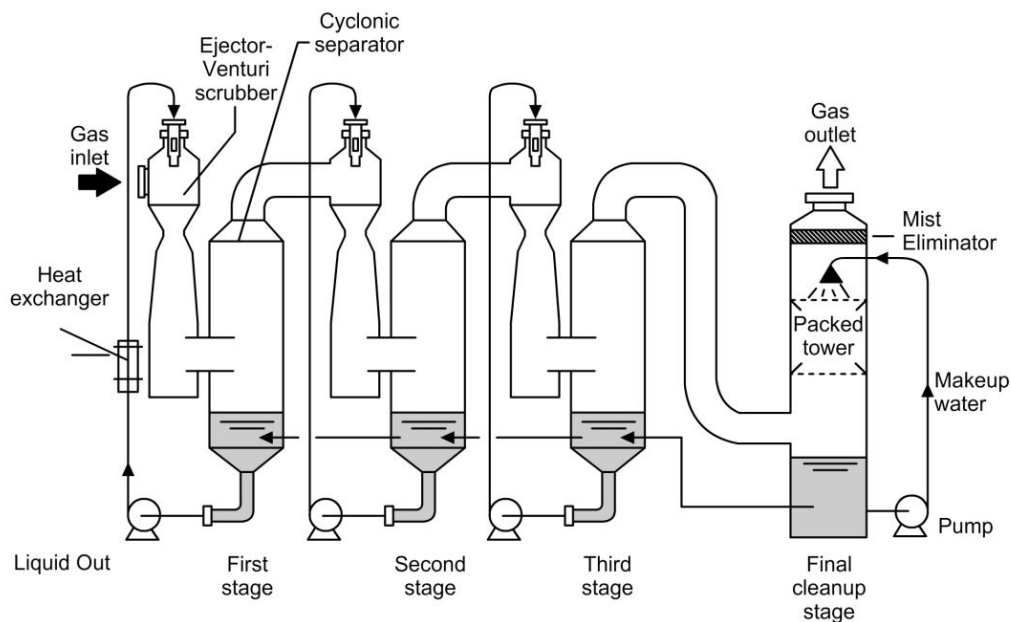 Cyclonic
separator
Ejector-
Venturi
scrubber
Gas
inlet
Gas
outlet
Mist
Eliminator
Heat
exchanger
Packed
tower
Makeup
water
Pump
Liquid Out
First
stage
Second
stage
Third
stage
Final
cleanup
stage